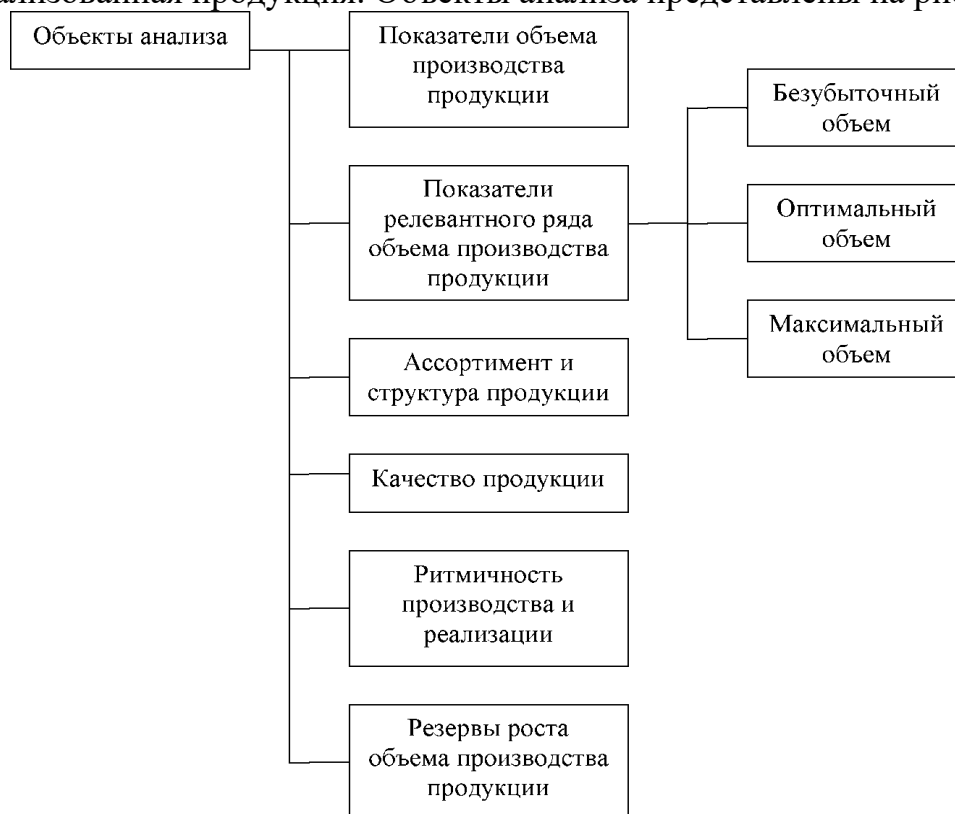 ализованная продукция. Объекты анализа представлены на рис
Объекты анализа
Показатели объема
производства
продукции
Показатели
релевантного ряда
объема производства
продукции
Безубыточный
объем
Оптимальный
объем
Максимальный
объем
Ассортимент и
структура продукции
Качество продукции
Ритмичность
производства и
реализации
Резервы роста
объема производства
продукции